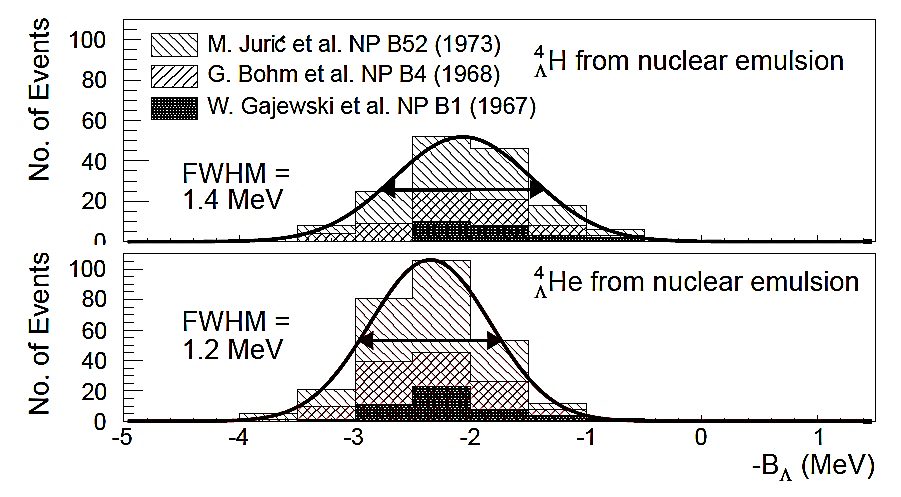 No. of Events
100
80
60
40
20
0
M. Jurić et al. NP B52 (1973)
G. Bohm et al. NP B4 (1968)
W. Gajewski et al. NP B1 (1967)
⁴ΛH from nuclear emulsion
FWHM =
1.4 MeV
No. of Events
100
80
60
40
20
0
⁴ΛHe from nuclear emulsion
FWHM =
1.2 MeV
-5 -4 -3 -2 -1 0 1
-BΛ (MeV)